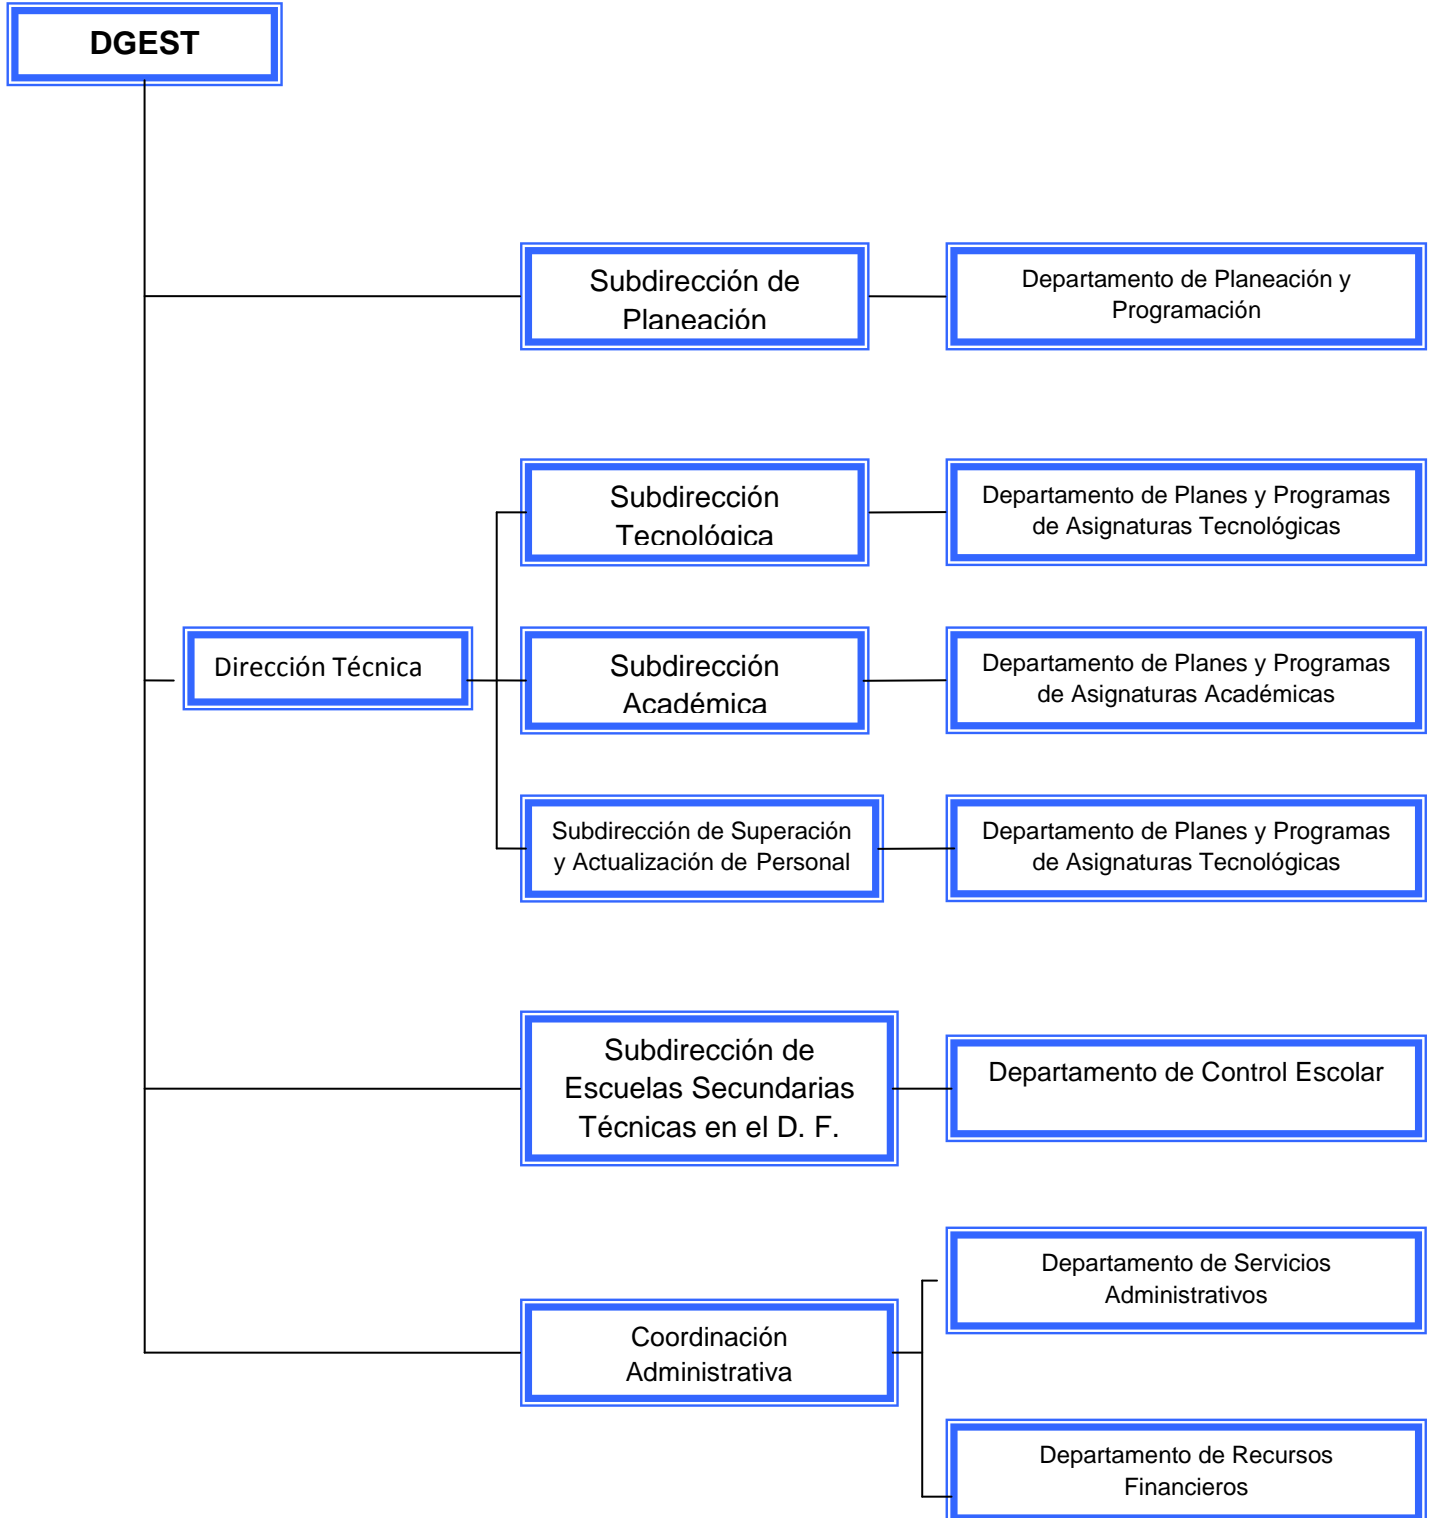 DGEST
Subdirección de
Planeación
Departamento de Planeación y
Programación
Subdirección
Tecnológica
Departamento de Planes y Programas
de Asignaturas Tecnológicas
Dirección Técnica
Subdirección
Académica
Departamento de Planes y Programas
de Asignaturas Académicas
Subdirección de Superación
y Actualización de Personal
Departamento de Planes y Programas
de Asignaturas Tecnológicas
Subdirección de
Escuelas Secundarias
Técnicas en el D. F.
Departamento de Control Escolar
Departamento de Servicios
Administrativos
Coordinación
Administrativa
Departamento de Recursos
Financieros